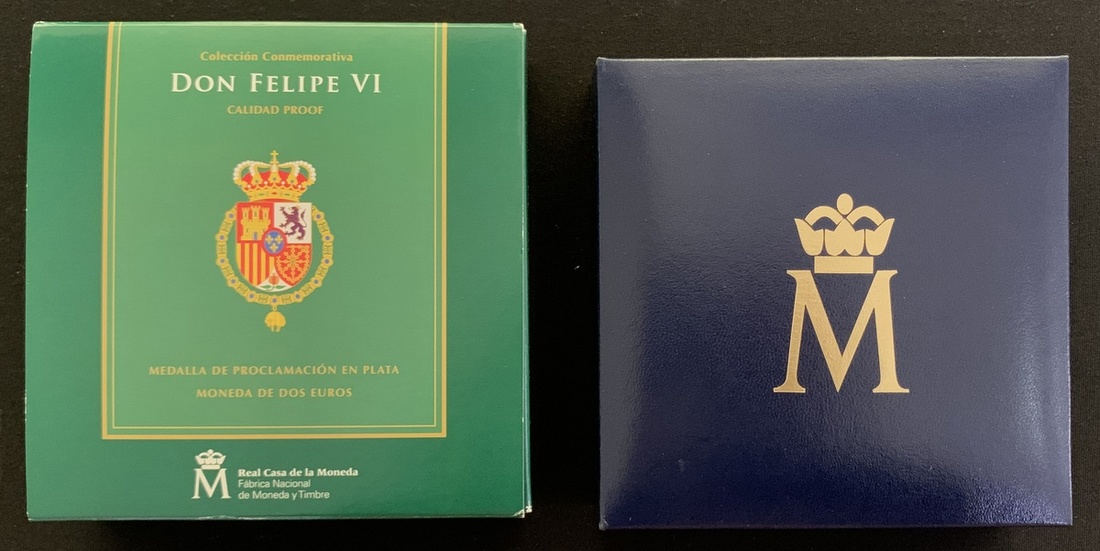 Colección Conmemorativa
DON FELIPE VI
CALIDAD PROOF
MEDALLA DE PROCLAMACIÓN EN PLATA
MONEDA DE DOS EUROS
M
Real Casa de la Moneda
Fábrica Nacional
de Moneda y Timbre
M